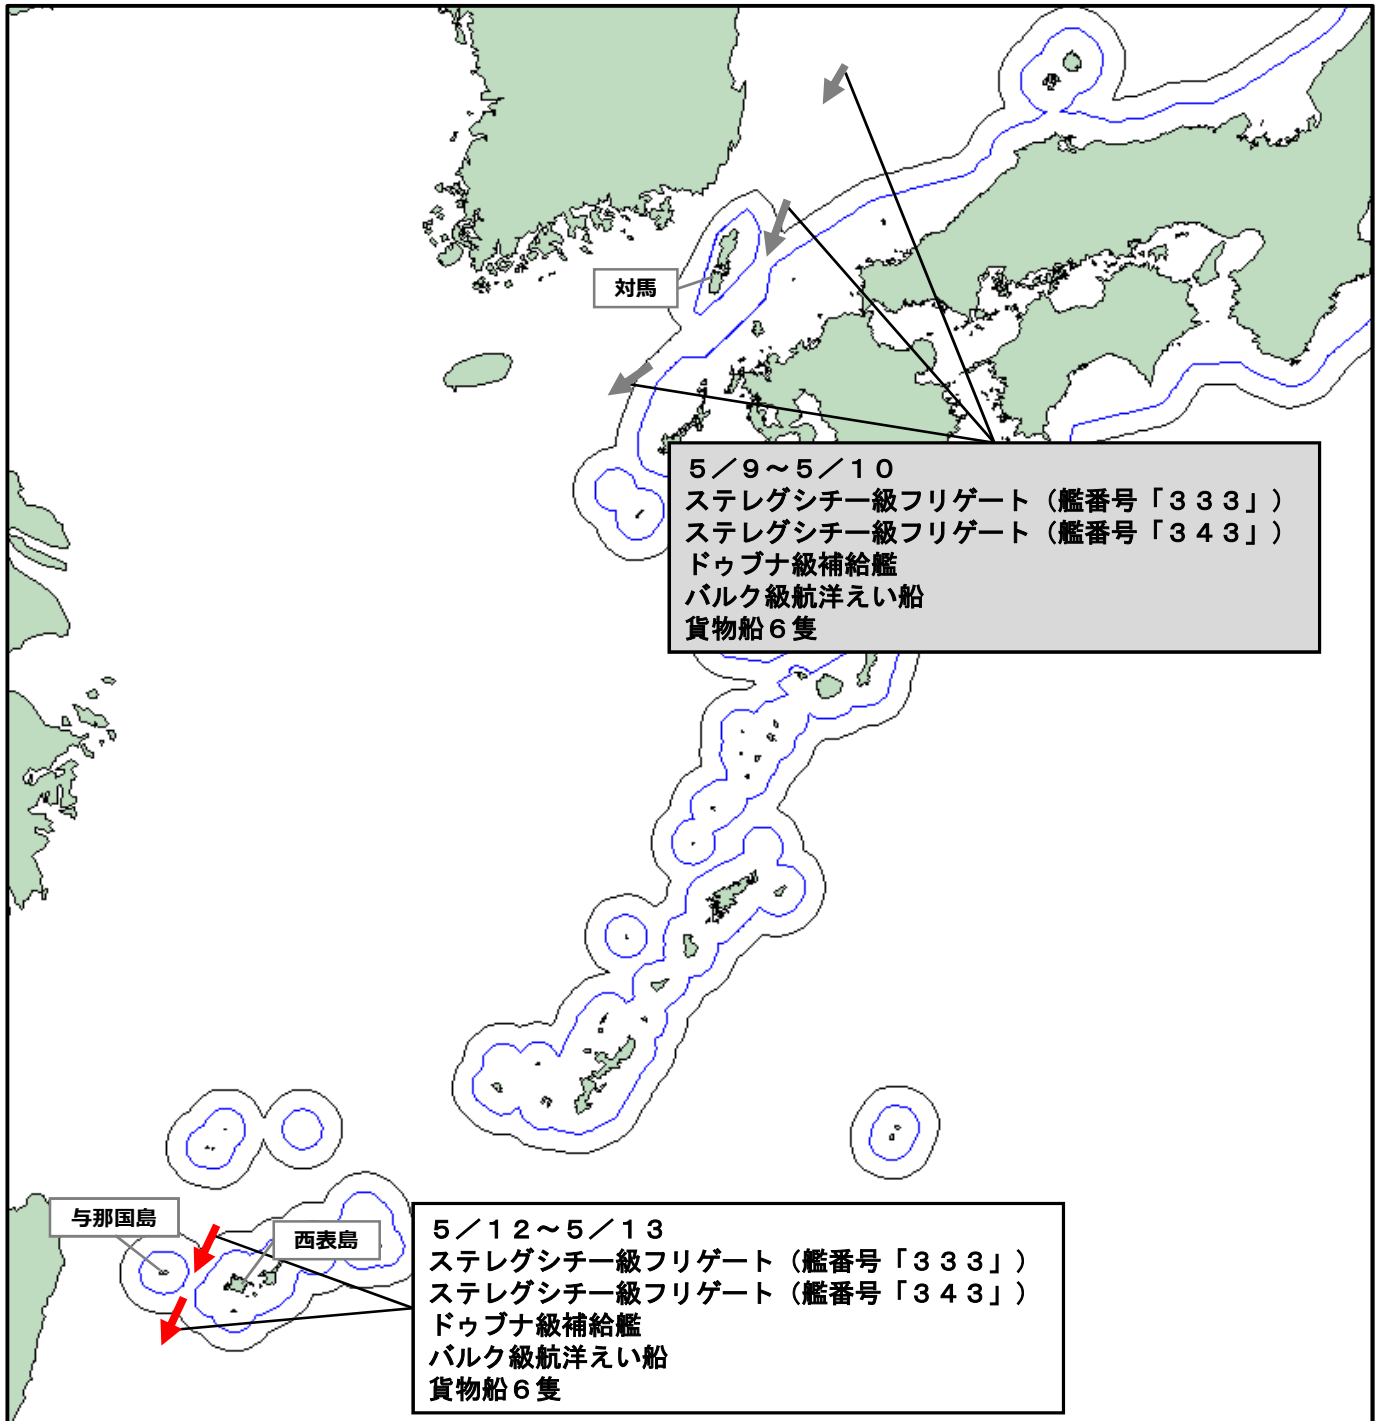 対馬
５／９～５／１０
ステレグシチー級フリゲート（艦番号「３３３」）
ステレグシチー級フリゲート（艦番号「３４３」）
ドゥブナ級補給艦
バルク級航洋えい船
貨物船６隻
与那国島
西表島
５／１２～５／１３
ステレグシチー級フリゲート（艦番号「３３３」）
ステレグシチー級フリゲート（艦番号「３４３」）
ドゥブナ級補給艦
バルク級航洋えい船
貨物船６隻